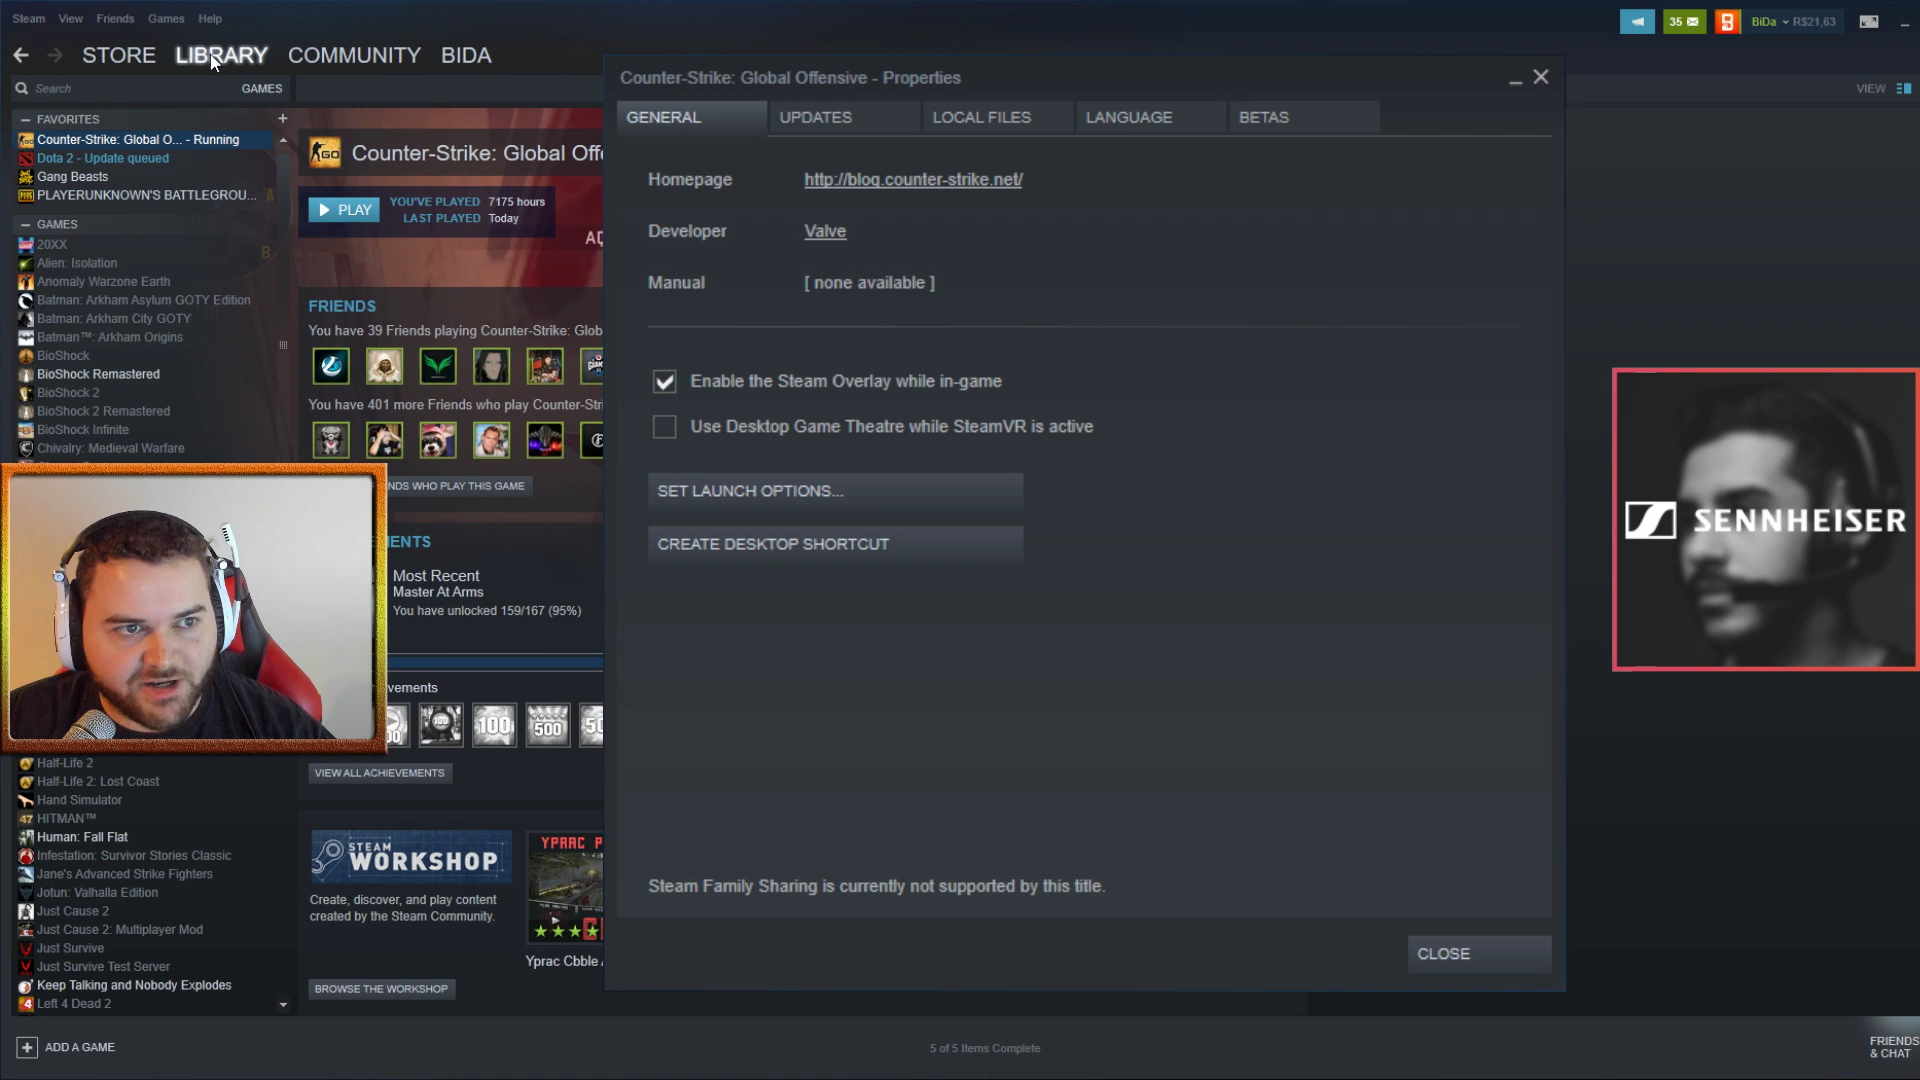 Steam View Friends Games Help
35
BiDa R$21,63
STORE LIBRARY COMMUNITY BIDA
Search GAMES
VIEW
FAVORITES
Counter-Strike: Global O... - Running
Dota 2 - Update queued
Gang Beasts
PLAYERUNKNOWN'S BATTLEGROU...
GAMES
20XX
Alien: Isolation
Anomaly Warzone Earth
Batman: Arkham Asylum GOTY Edition
Batman: Arkham City GOTY
Batman™: Arkham Origins
BioShock
BioShock Remastered
BioShock 2
BioShock 2 Remastered
BioShock Infinite
Chivalry: Medieval Warfare
Half-Life 2
Half-Life 2: Lost Coast
Hand Simulator
HITMAN™
Human: Fall Flat
Infestation: Survivor Stories Classic
Jane's Advanced Strike Fighters
Jotun: Valhalla Edition
Just Cause 2
Just Cause 2: Multiplayer Mod
Just Survive
Just Survive Test Server
Keep Talking and Nobody Explodes
Left 4 Dead 2
ADD A GAME
GO
Counter-Strike: Global Off
PLAY
YOU'VE PLAYED 7175 hours
LAST PLAYED Today
FRIENDS
You have 39 Friends playing Counter-Strike: Glob
You have 401 more Friends who play Counter-Stri
NDS WHO PLAY THIS GAME
MENTS
Most Recent
Master At Arms
You have unlocked 159/167 (95%)
vements
100
500
VIEW ALL ACHIEVEMENTS
STEAM
WORKSHOP
Create, discover, and play content
created by the Steam Community.
BROWSE THE WORKSHOP
YPRAC P
Yprac Cbble
Counter-Strike: Global Offensive - Properties
GENERAL UPDATES LOCAL FILES LANGUAGE BETAS
Homepage http://blog.counter-strike.net/
Developer Valve
Manual [ none available ]
Enable the Steam Overlay while in-game
Use Desktop Game Theatre while SteamVR is active
SET LAUNCH OPTIONS...
CREATE DESKTOP SHORTCUT
Steam Family Sharing is currently not supported by this title.
CLOSE
SENNHEISER
5 of 5 Items Complete
FRIENDS
& CHAT